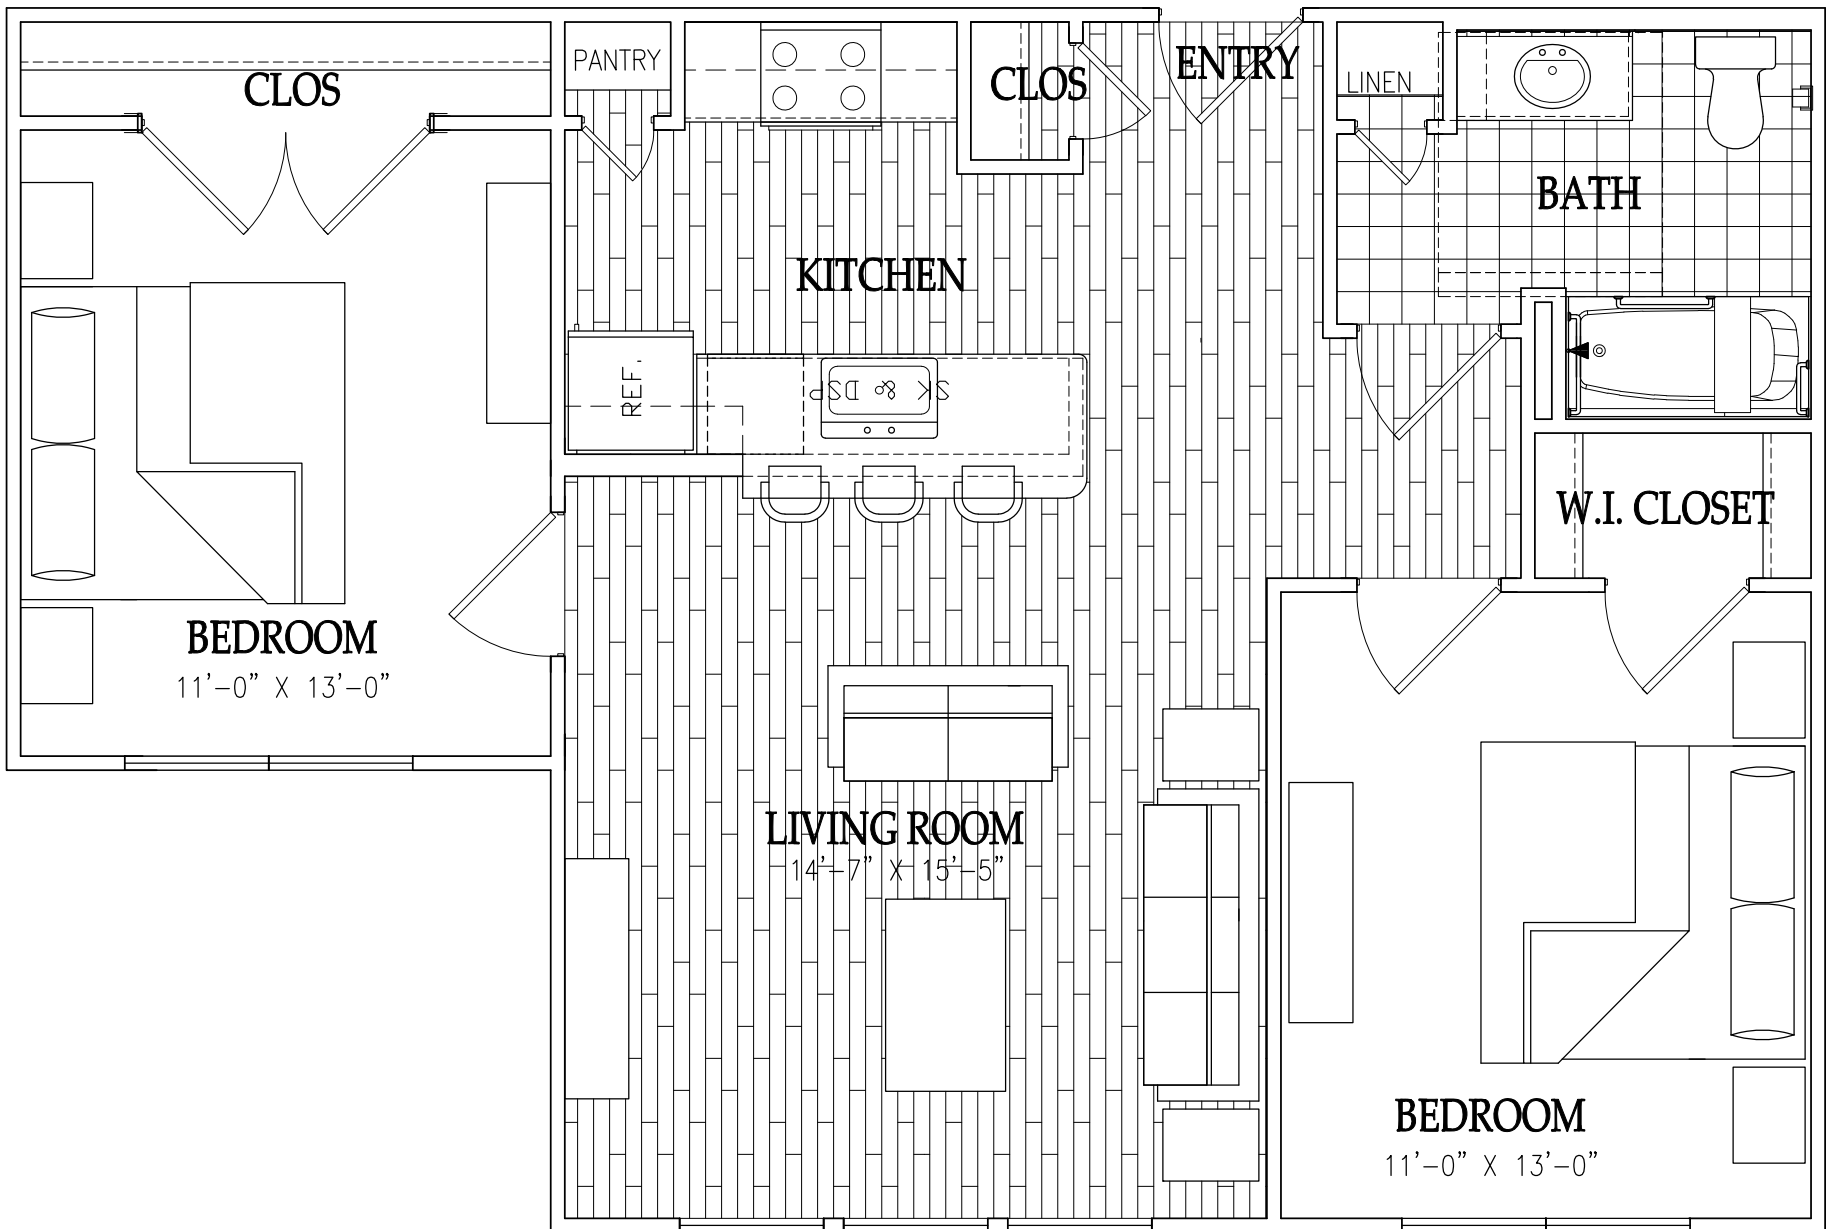 PANTRY
ENTRY
CLOS
CLOS
LINEN
BATH
KITCHEN
REF.
SK & DSP
W.I. CLOSET
BEDROOM
11'-0" X 13'-0"
LIVING ROOM
14'-7" X 15'-5"
BEDROOM
11'-0" X 13'-0"